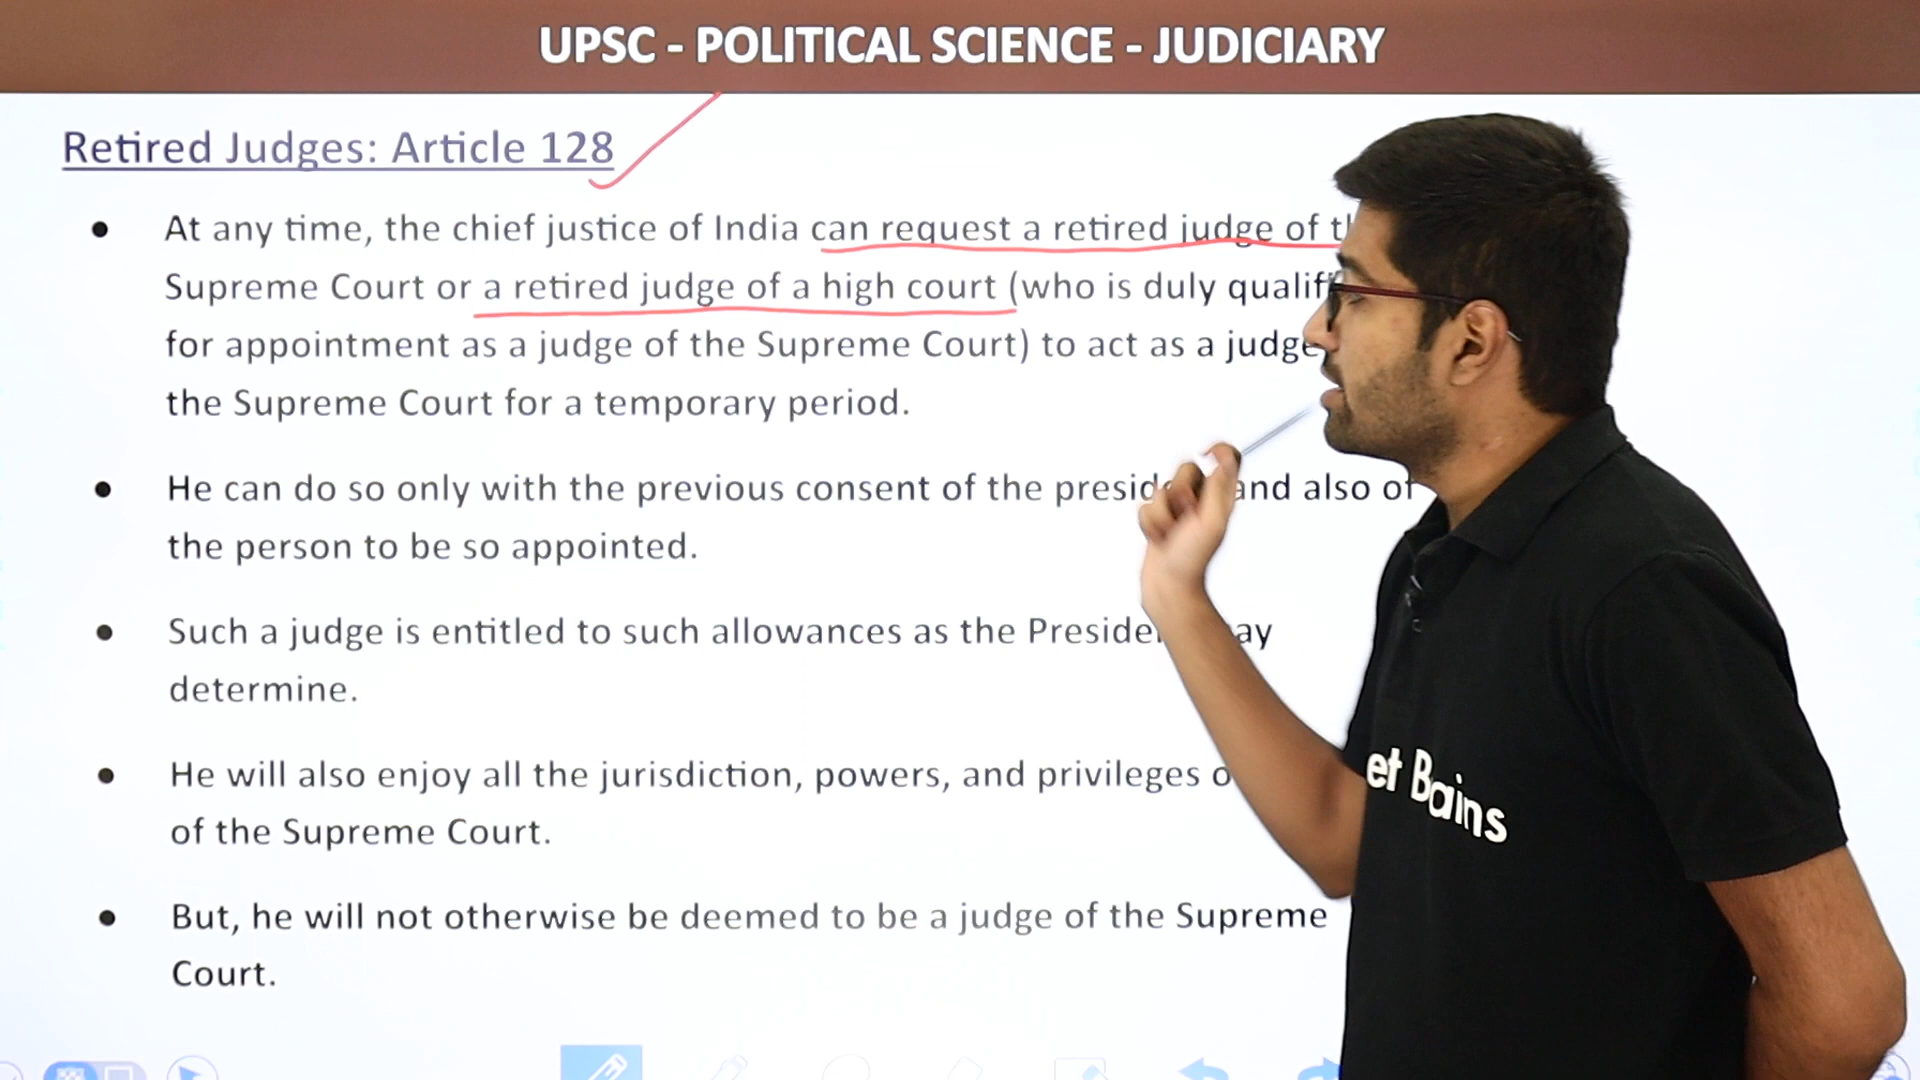 UPSC - POLITICAL SCIENCE - JUDICIARY
Retired Judges: Article 128
At any time, the chief justice of India can request a retired judge of
Supreme Court or a retired judge of a high court (who is duly
for appointment as a judge of the Supreme Court) to act as a judge
the Supreme Court for a temporary period.
He can do so only with the previous consent of the and also of
the person to be so appointed.
Such a judge is entitled to such allowances as the
determine.
He will also enjoy all the jurisdiction, powers, and privileges
of the Supreme Court.
But, he will not otherwise be deemed to be a judge of the Supreme
Court.
et Bains